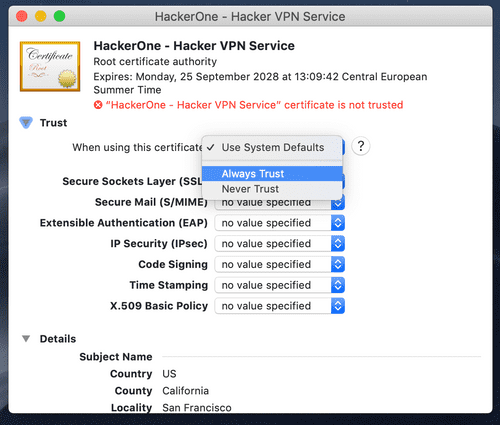 HackerOne - Hacker VPN Service
Certificate
Root
HackerOne - Hacker VPN Service
Root certificate authority
Expires: Monday, 25 September 2028 at 13:09:42 Central European
Summer Time
"HackerOne - Hacker VPN Service" certificate is not trusted
Trust
When using this certificate ✓ Use System Defaults ?
Always Trust
Never Trust
Secure Sockets Layer (SSL
Secure Mail (S/MIME) no value specified
Extensible Authentication (EAP) no value specified
IP Security (IPsec) no value specified
Code Signing no value specified
Time Stamping no value specified
X.509 Basic Policy no value specified
Details
Subject Name
Country US
County California
Locality San Francisco